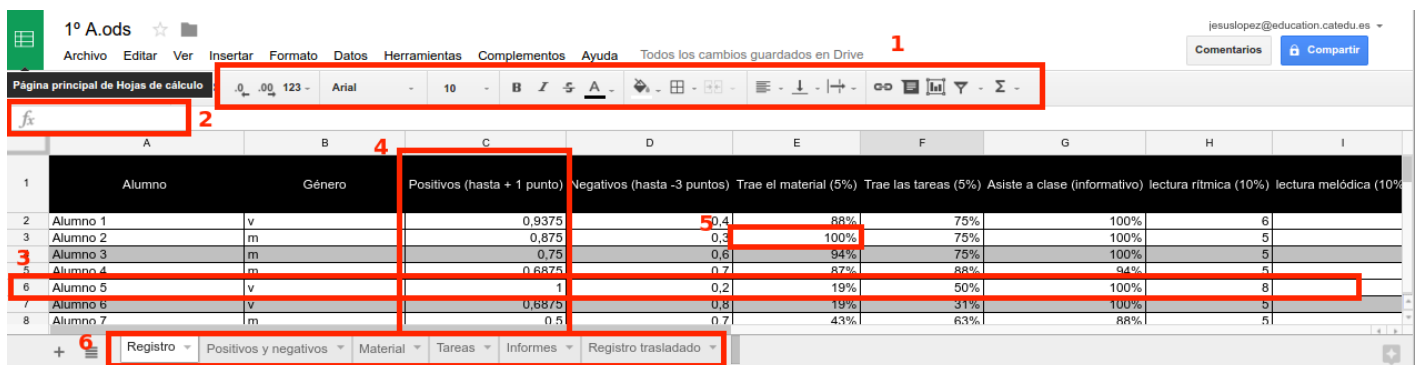 1º A.ods
jesuslopez@education.catedu.es
Archivo Editar Ver Insertar Formato Datos Herramientas Complementos Ayuda Todos los cambios guardados en Drive
1
Comentarios Compartir
Página principal de Hojas de cálculo .0 .00 123 Arial 10 B I S A Σ
fx 2
4
A B C D E F G H I
1 Alumno Género Positivos (hasta + 1 punto) Negativos (hasta -3 puntos) Trae el material (5%) Trae las tareas (5%) Asiste a clase (informativo) lectura rítmica (10%) lectura melódica (10%
2 Alumno 1 v 0,9375 0,4 88% 75% 100% 6
5
3 Alumno 2 m 0,875 0,3 100% 75% 100% 5
3
Alumno 3 m 0,75 0,6 94% 75% 100% 5
5 Alumno 4 m 0,6875 0,7 87% 88% 94% 5
6 Alumno 5 v 1 0,2 19% 50% 100% 8
7 Alumno 6 v 0,6875 0,8 19% 31% 100% 5
8 Alumno 7 m 0,5 0,7 43% 63% 88% 5
6
+ Registro Positivos y negativos Material Tareas Informes Registro trasladado